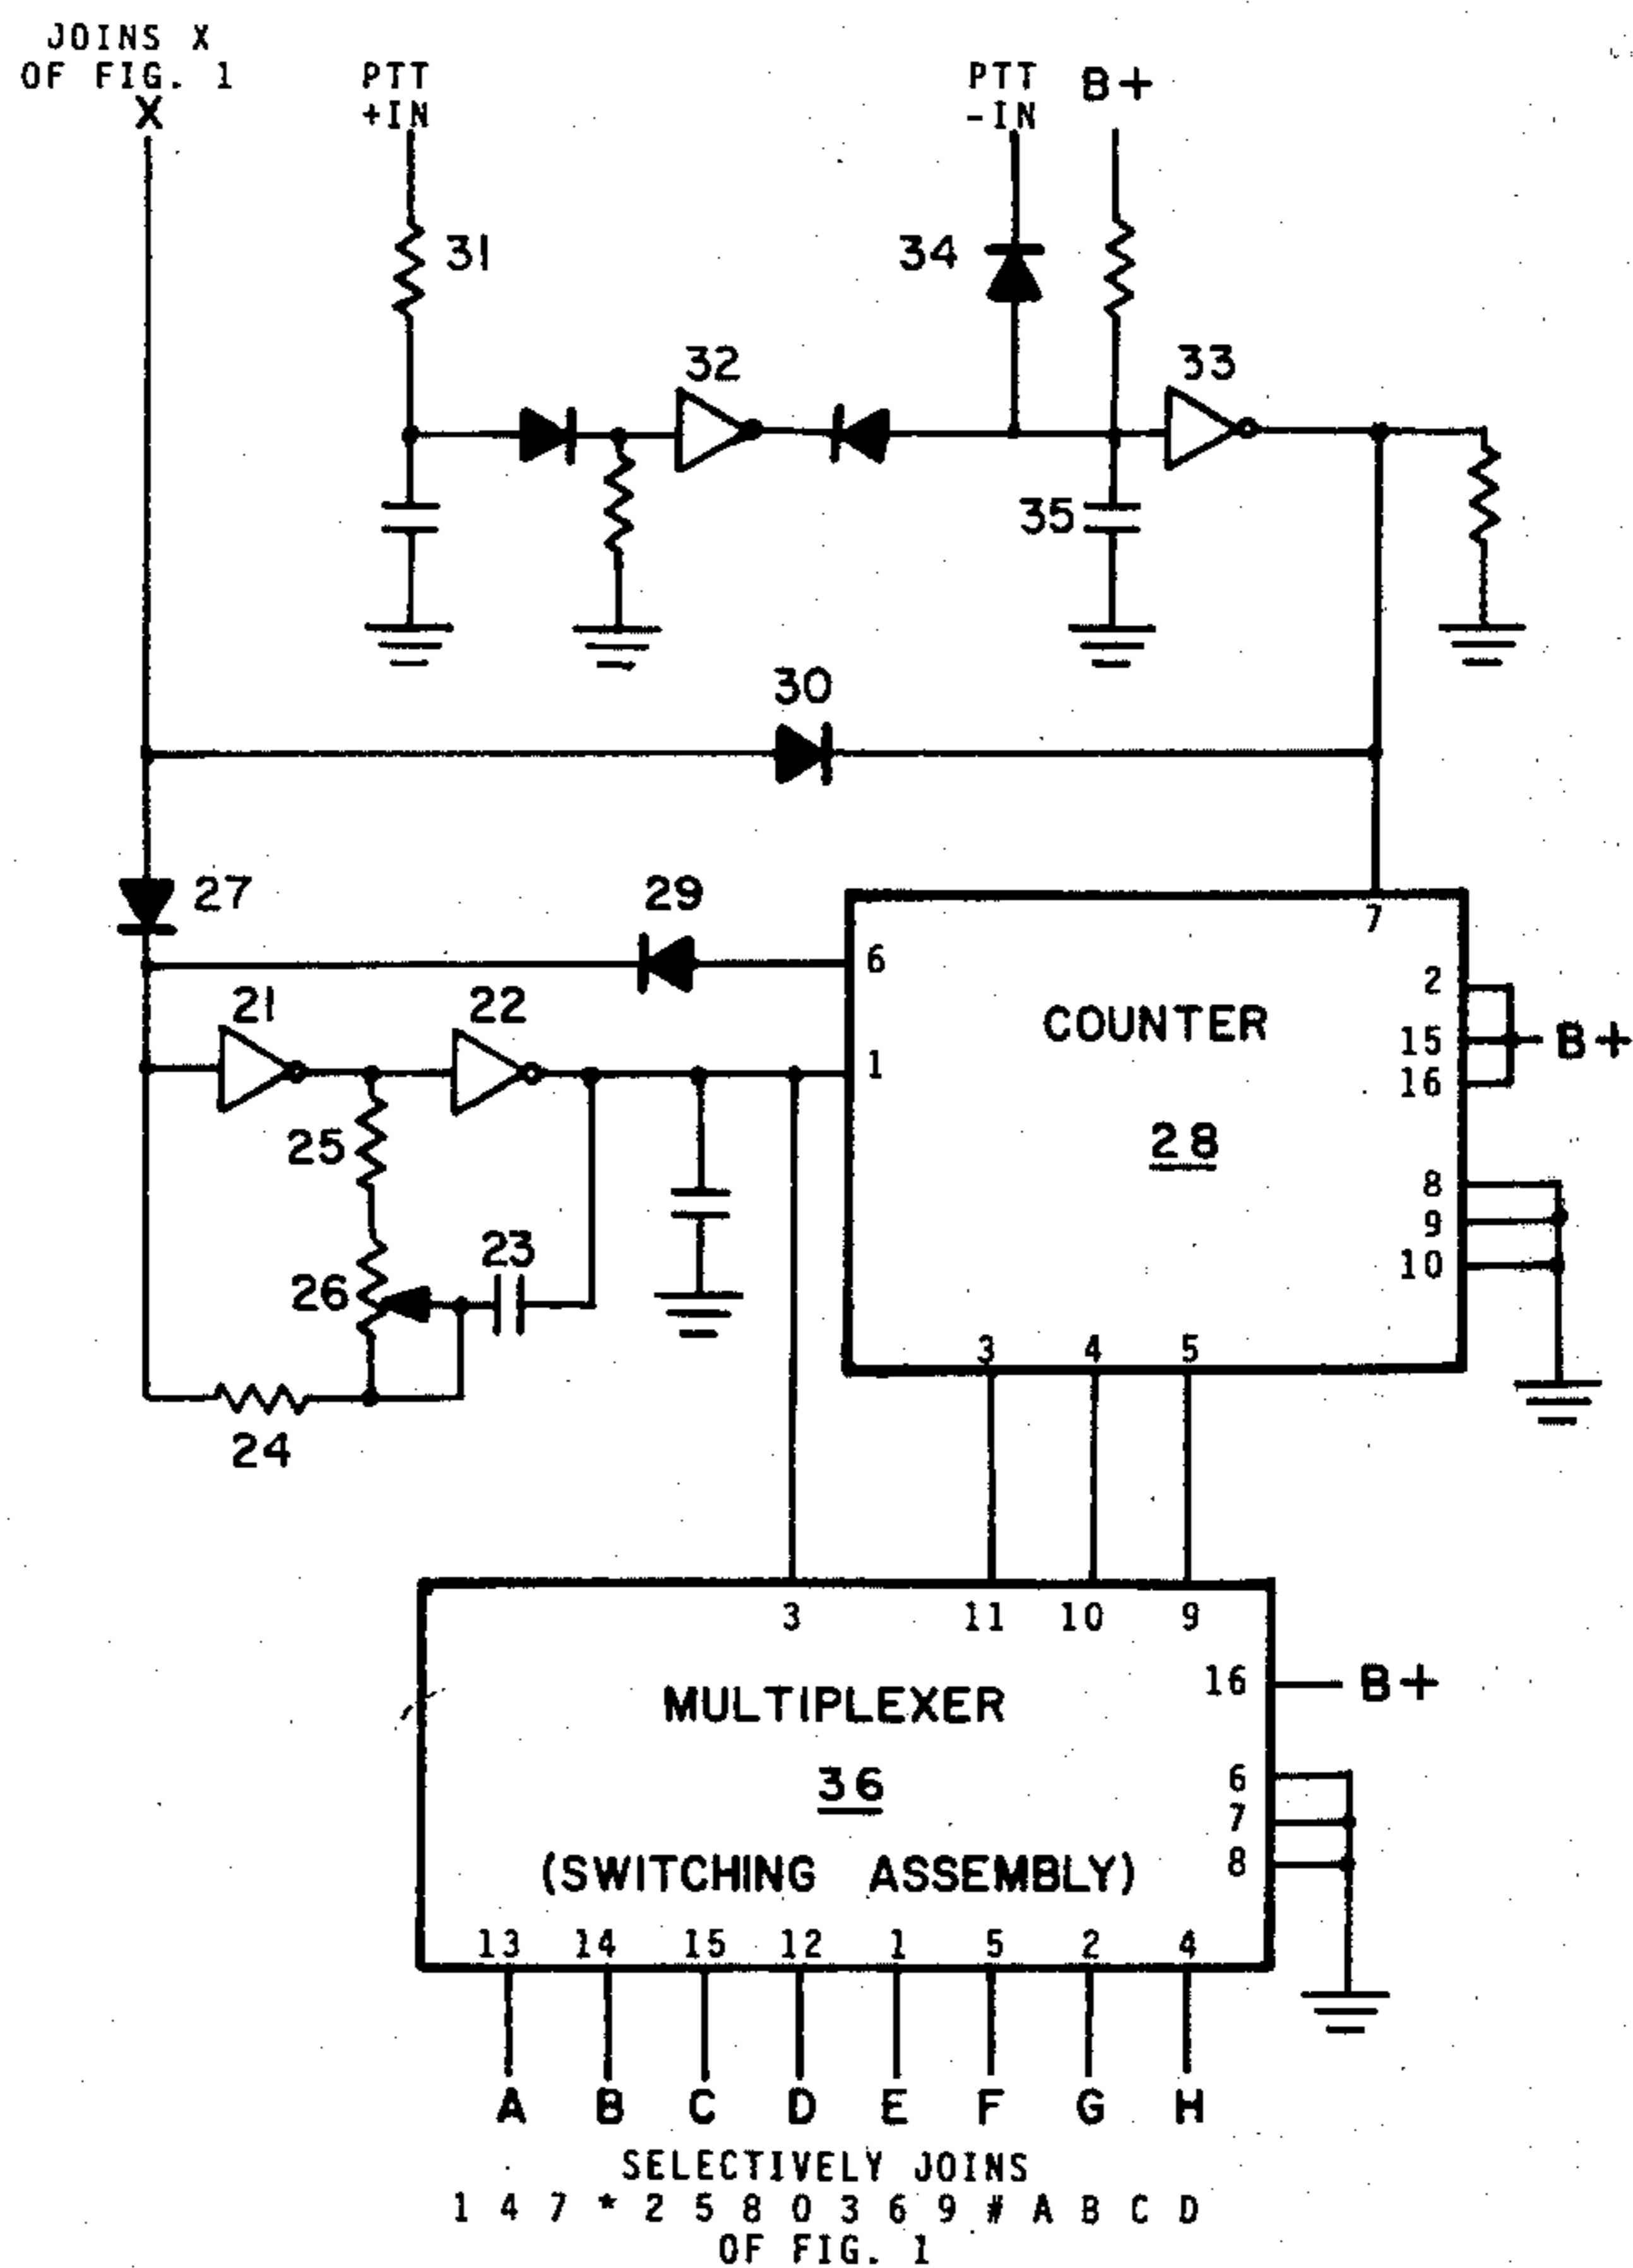 JOINS X
OF FIG. 1
X
PTT
+IN
PTT
-IN
B+
31
34
32
33
35
30
27
29
6
7
COUNTER
28
2
15
16
B+
21
22
1
25
8
9
10
23
26
3
4
5
24
3
11
10
9
16
B+
MULTIPLEXER
36
6
7
8
(SWITCHING ASSEMBLY)
13
14
15
12
1
5
2
4
A
B
C
D
E
F
G
H
SELECTIVELY JOINS
1 4 7 * 2 5 8 0 3 6 9 # A B C D
OF FIG. 1